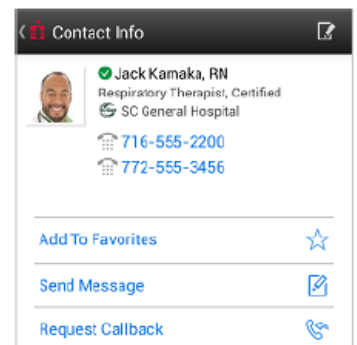 Contact Info
Jack Kamaka, RN
Respiratory Therapist, Certified
SC General Hospital
716-555-2200
772-555-3456
Add To Favorites
Send Message
Request Callback